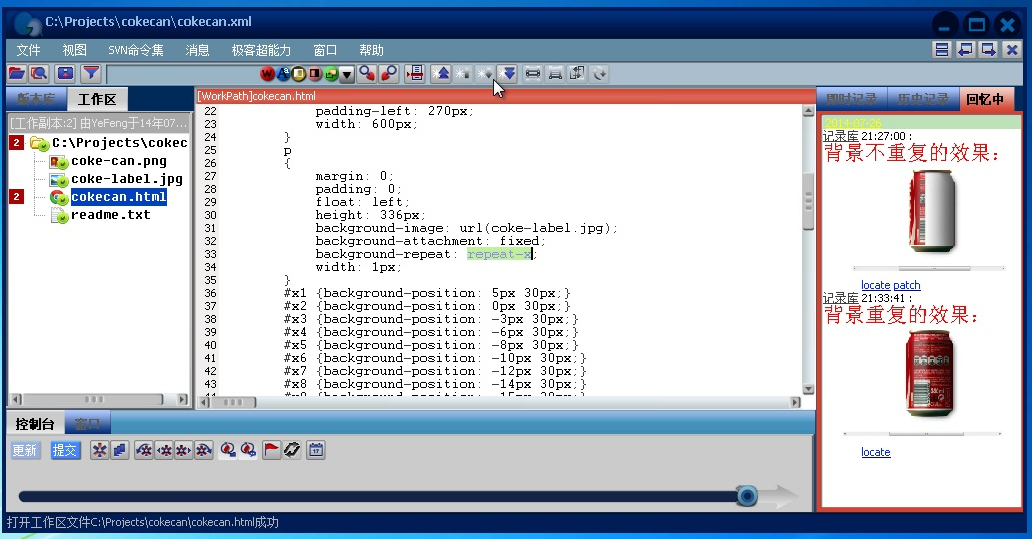 C:\Projects\cokecan\cokecan.xml
文件 视图 SVN命令集 消息 极客超能力 窗口 帮助
版本库 工作区
[工作副本:2] 由YeFeng于14年07...
2 C:\Projects\cokec
coke-can.png
coke-label.jpg
2 cokecan.html
readme.txt
[WorkPath]cokecan.html
22 padding-left: 270px;
23 width: 600px;
24 }
25 p
26 {
27 margin: 0;
28 padding: 0;
29 float: left;
30 height: 336px;
31 background-image: url(coke-label.jpg);
32 background-attachment: fixed;
33 background-repeat: repeat-x;
34 width: 1px;
35 }
36 #x1 {background-position: 5px 30px;}
37 #x2 {background-position: 0px 30px;}
38 #x3 {background-position: -3px 30px;}
39 #x4 {background-position: -6px 30px;}
40 #x5 {background-position: -8px 30px;}
41 #x6 {background-position: -10px 30px;}
42 #x7 {background-position: -12px 30px;}
43 #x8 {background-position: -14px 30px;}
即时记录 历史记录 回忆中
2014-07-26
记录库 21:27:00 :
背景不重复的效果:
locate patch
记录库 21:33:41 :
背景重复的效果:
locate
控制台 窗口
更新 提交
17
打开工作区文件C:\Projects\cokecan\cokecan.html成功